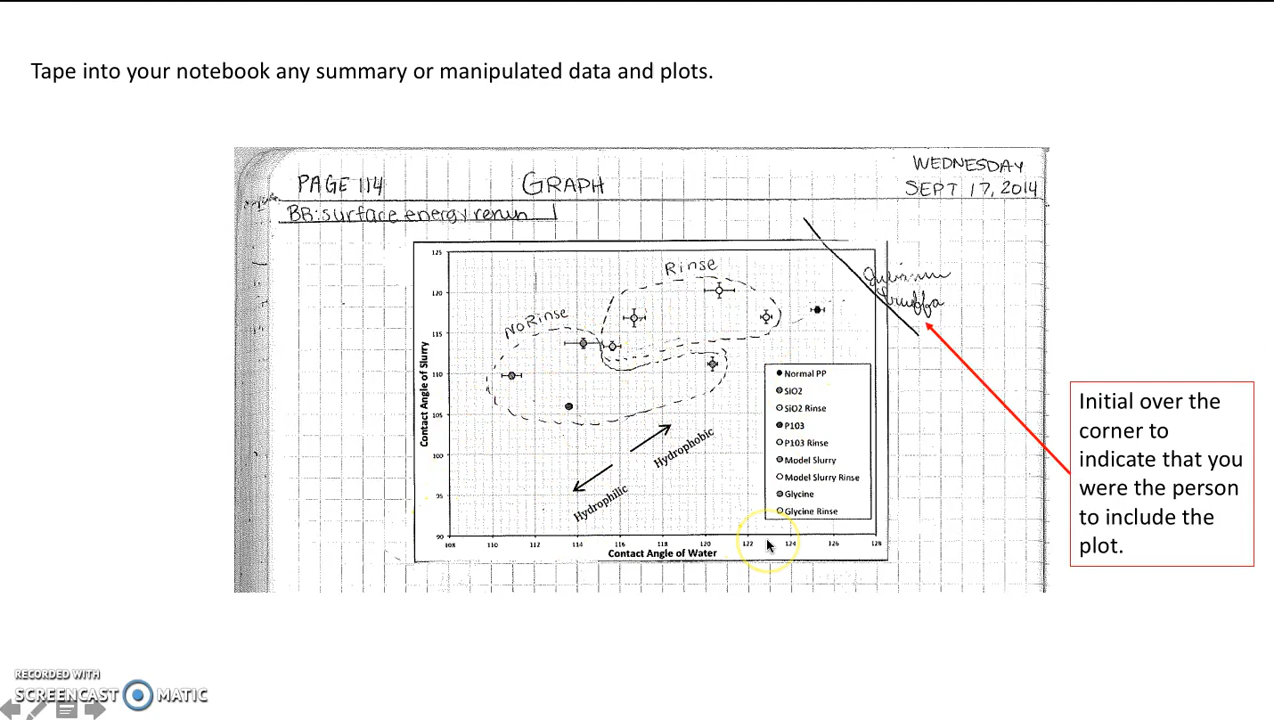 Tape into your notebook any summary or manipulated data and plots.
PAGE 114
GRAPH
WEDNESDAY
SEPT 17, 2014
BB: surface energy rerun
125
120
115
110
105
100
95
90
Contact Angle of Slurry
Rinse
No Rinse
Hydrophobic
Hydrophilic
Normal PP
SiO2
SiO2 Rinse
P103
P103 Rinse
Model Slurry
Model Slurry Rinse
Glycine
Glycine Rinse
108 110 112 114 116 118 120 122 124 126 128
Contact Angle of Water
Initial over the
corner to
indicate that you
were the person
to include the
plot.
RECORDED WITH
SCREENCAST MATIC